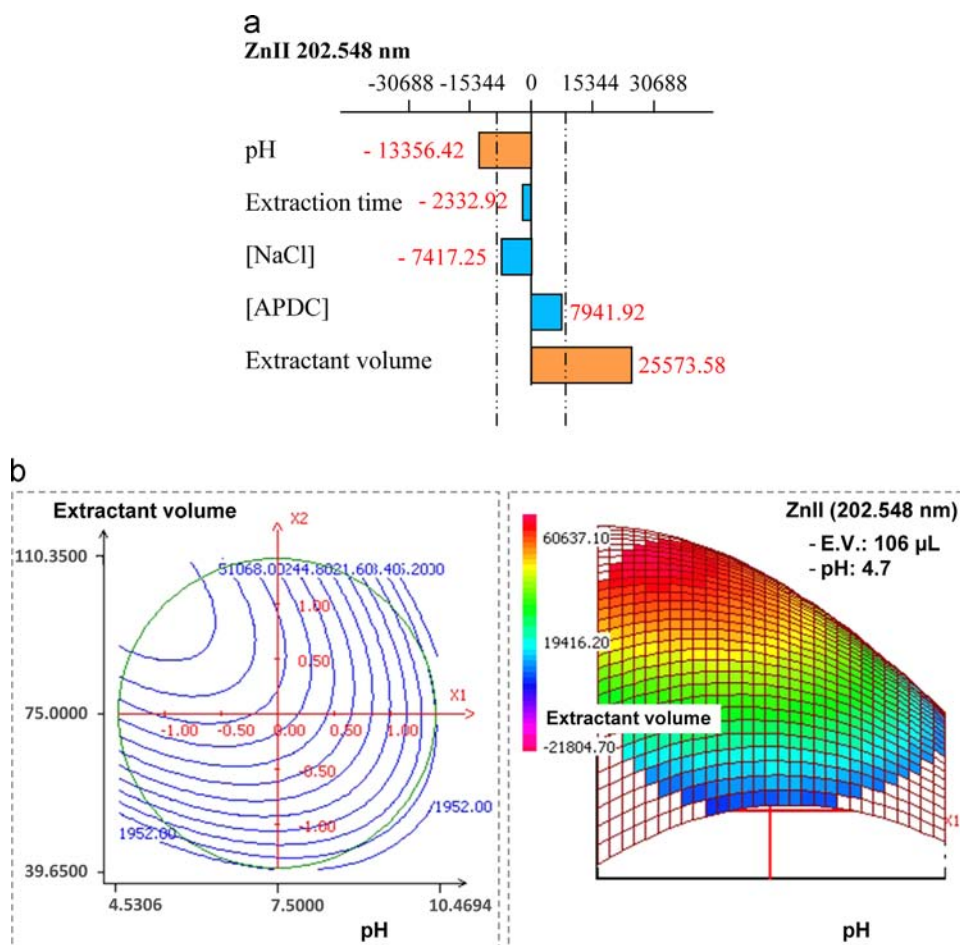 a
ZnII 202.548 nm
-30688 -15344 0 15344 30688
pH
- 13356.42
Extraction time
- 2332.92
[NaCl]
- 7417.25
[APDC]
7941.92
Extractant volume
25573.58
b
Extractant volume
X2
110.3500
1.00
0.50
X1
75.0000
-1.00 -0.50 0.00 0.50 1.00
-0.50
-1.00
1952.00
1952.00
39.6500
4.5306 7.5000 10.4694
pH
ZnII (202.548 nm)
- E.V.: 106 µL
- pH: 4.7
60637.10
19416.20
Extractant volume
-21804.70
X1
pH